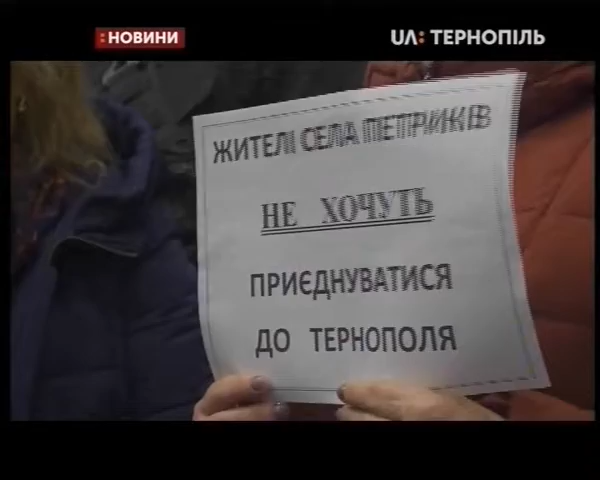 :НОВИНИ
UA: ТЕРНОПІЛЬ
ЖИТЕЛІ СЕЛА ПЕТРИКІВ
НЕ ХОЧУТЬ
ПРИЄДНУВАТИСЯ
ДО ТЕРНОПОЛЯ